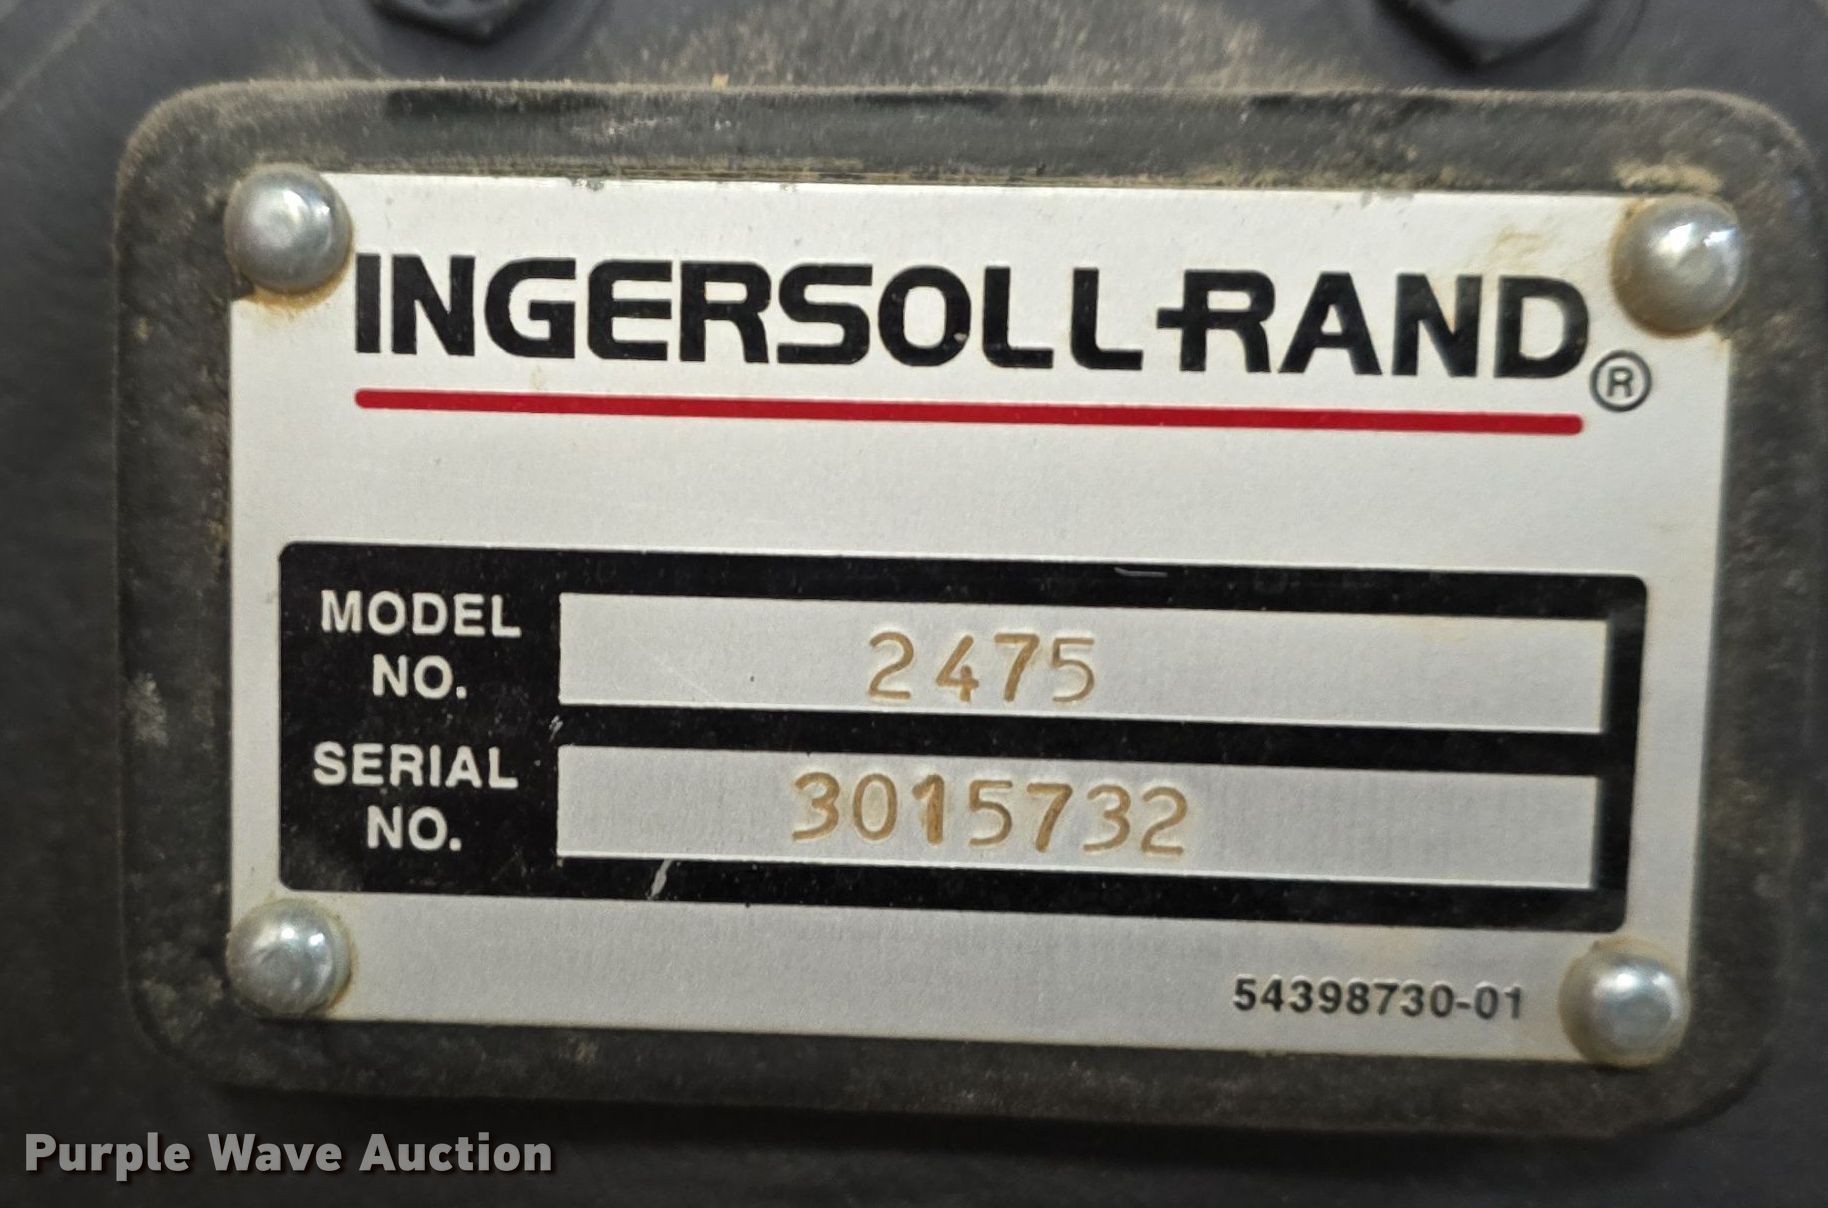 INGERSOLL-RAND®
MODEL NO. 2475
SERIAL NO. 3015732
54398730-01
Purple Wave Auction